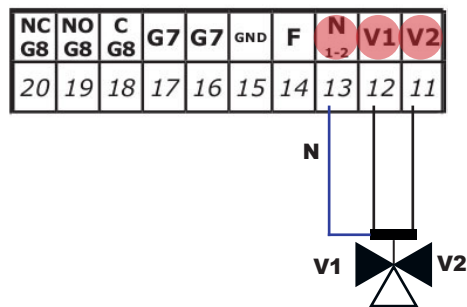 NC NO C G7 G7 GND F N V1 V2
G8 G8 G8 1-2
20 19 18 17 16 15 14 13 12 11
N
V1 V2